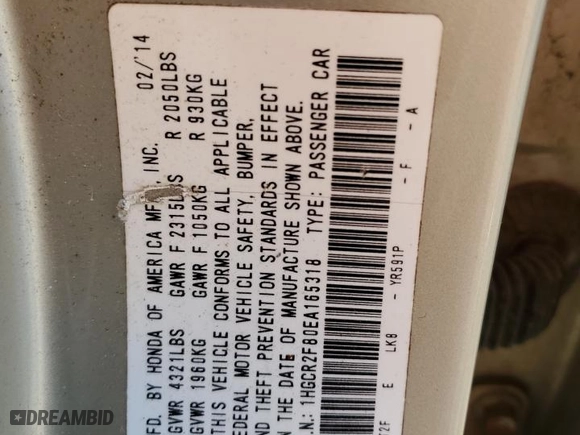 MFD. BY HONDA OF AMERICA MFG., INC. 02/'14
GVWR 4321LBS GAWR F 2315LBS R 2050LBS
GVWR 1960KG GAWR F 1050KG R 930KG
THIS VEHICLE CONFORMS TO ALL APPLICABLE
FEDERAL MOTOR VEHICLE SAFETY, BUMPER,
AND THEFT PREVENTION STANDARDS IN EFFECT
ON THE DATE OF MANUFACTURE SHOWN ABOVE.
V.I.N.: 1HGCR2F80EA165318 TYPE: PASSENGER CAR
E LK8 - YR591P - F - A
DREAMBID